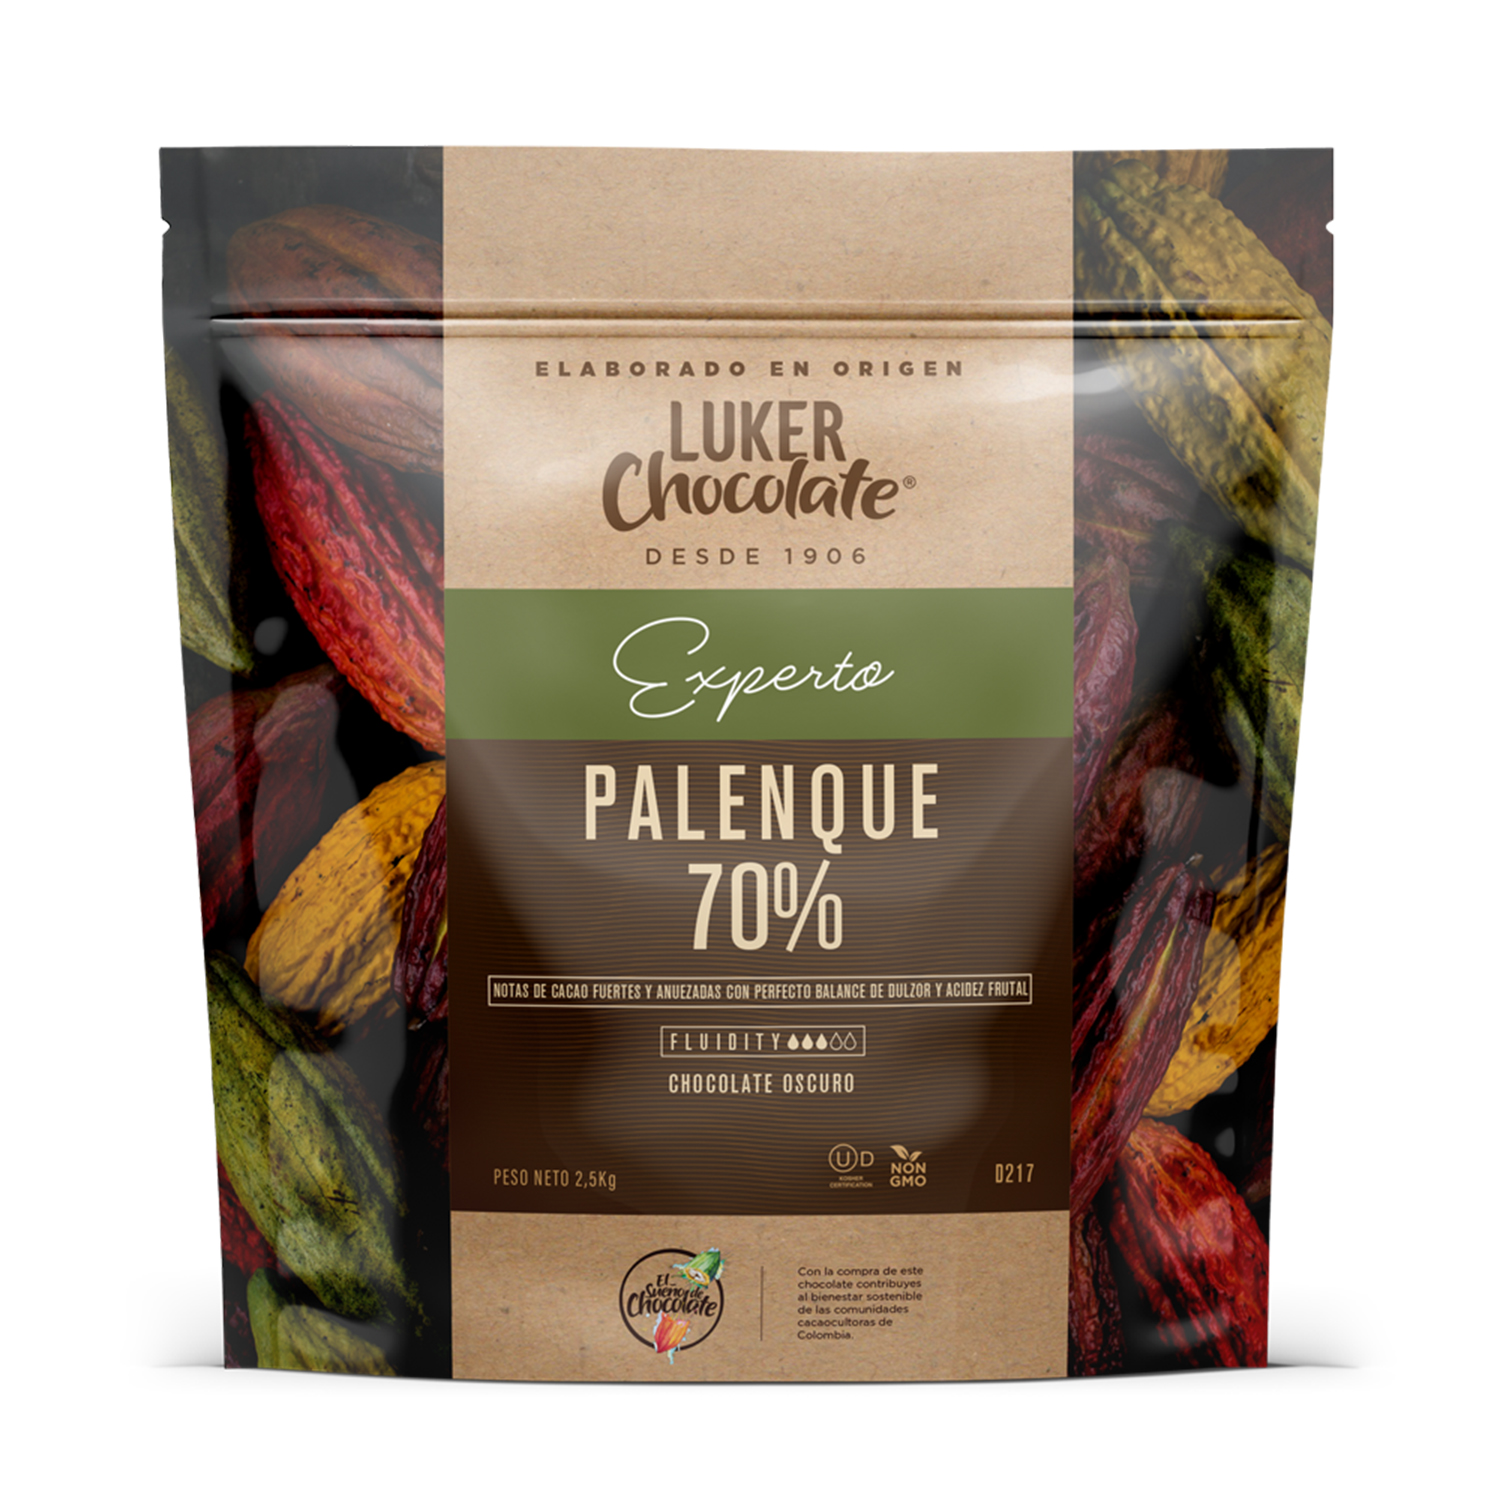 ELABORADO EN ORIGEN
LUKER
Chocolate®
DESDE 1906
Experto
PALENQUE
70%
NOTAS DE CACAO FUERTES Y ANUEZADAS CON PERFECTO BALANCE DE DULZOR Y ACIDEZ FRUTAL
FLUIDITY
CHOCOLATE OSCURO
PESO NETO 2,5Kg
U D
KOSHER
CERTIFICATION
NON
GMO
D217
El
Sueño de
Chocolate
Con la compra de este
chocolate contribuyes
al bienestar sostenible
de las comunidades
cacaocultoras de
Colombia.